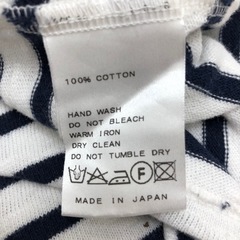 100% COTTON
HAND WASH
DO NOT BLEACH
WARM IRON
DRY CLEAN
DO NOT TUMBLE DRY
F
MADE IN JAPAN